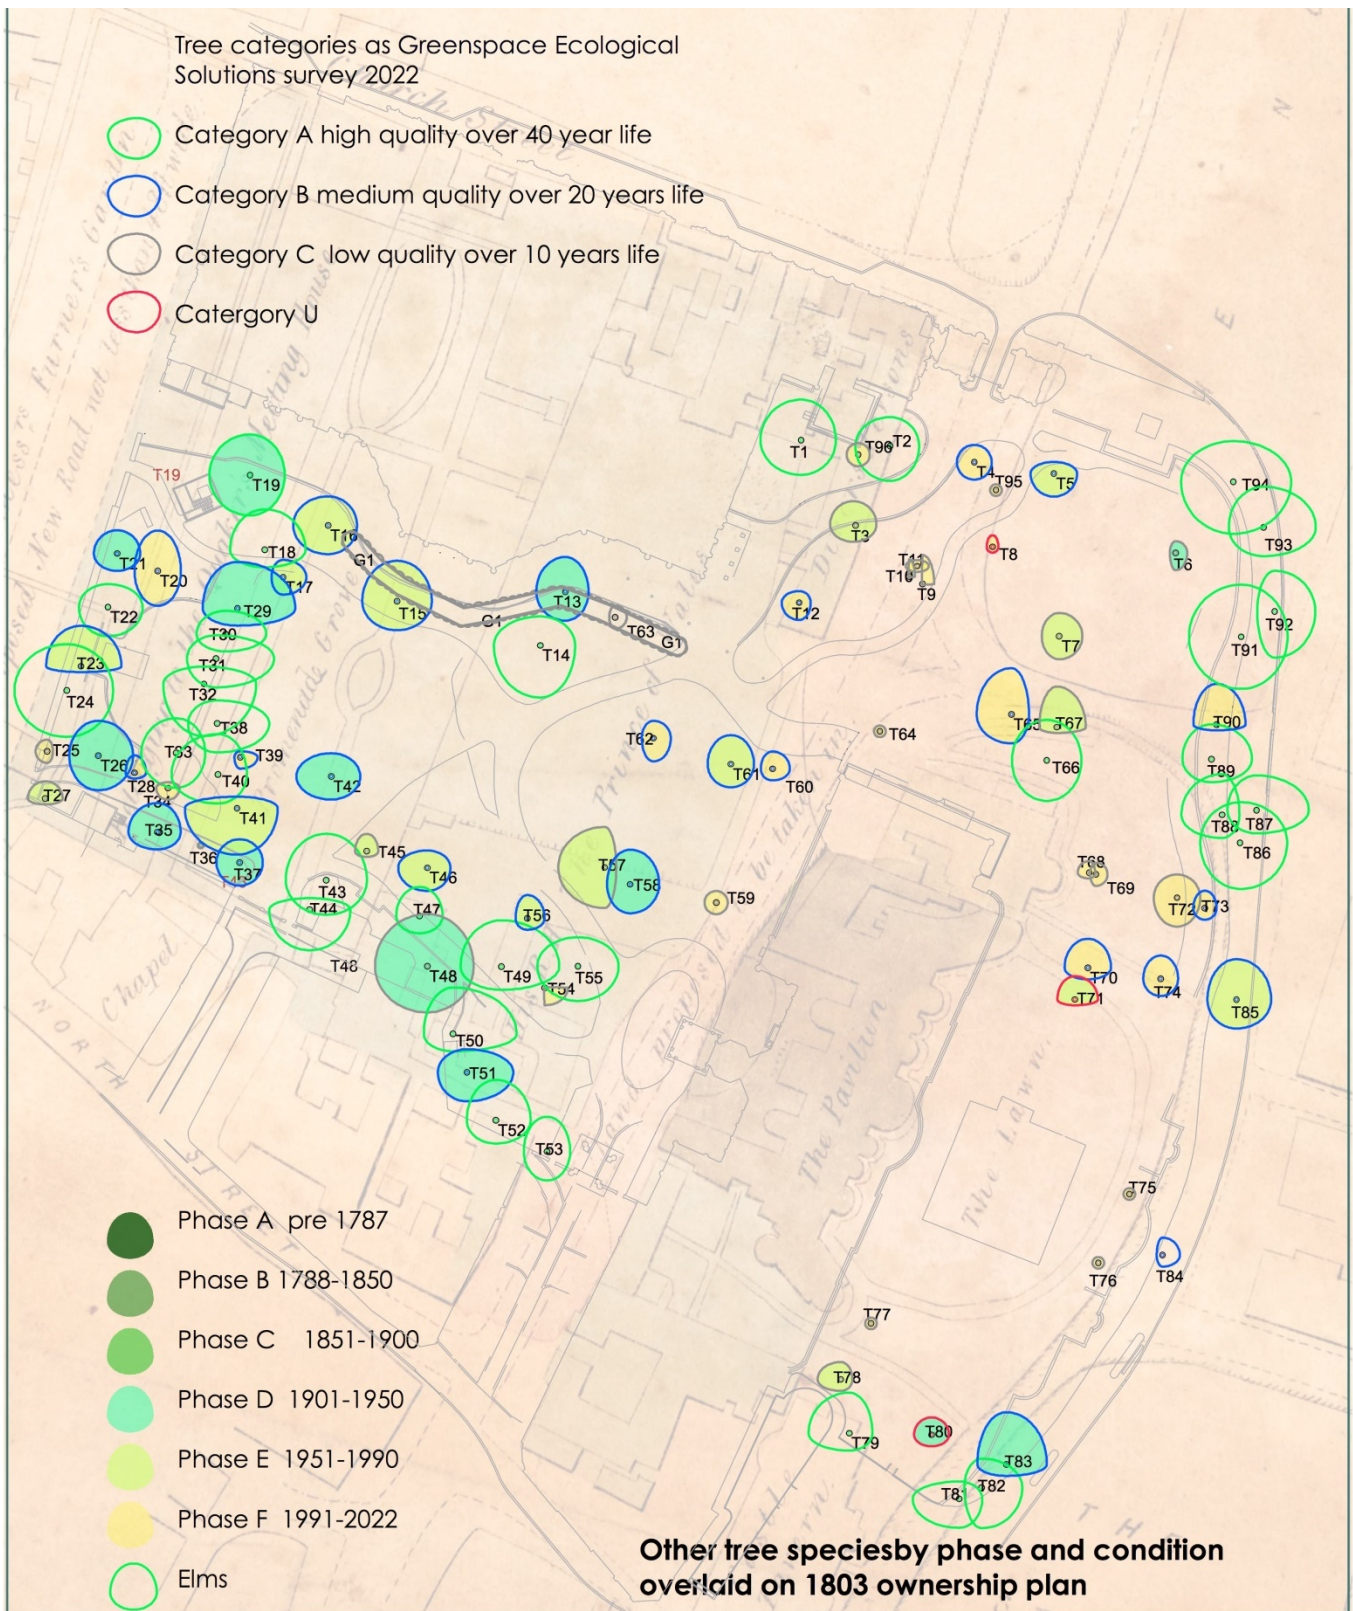 Tree categories as Greenspace Ecological
Solutions survey 2022
Category A high quality over 40 year life
Category B medium quality over 20 years life
Category C low quality over 10 years life
Catergory U
Church Street
N
E
V
T1
T96
T2
T4
T95
T5
T94
T93
T19
T19
T3
T18
T16
G1
T21
T20
T17
T11
T10
T9
T8
T6
T22
T29
T15
G1
T13
T63
G1
T12
T92
T30
T14
T7
T91
T23
T31
T24
T32
T38
T62
T65
T67
T90
T64
T25
T26
T63
T39
T61
T60
T66
T89
T28
T40
T42
T27
T34
T41
T88
T87
T35
T36
T37
T45
T46
T57
T58
T86
T68
T69
T43
T44
T47
T56
T59
T72
T73
Chapel
T48
T48
T49
T55
T54
T70
T71
T74
T85
NORTH
STREET
T50
T51
T52
T53
The Pavilion
The Lawn
T75
T76
T84
T77
T78
T79
T80
T83
T82
T81
T H
Phase A pre 1787
Phase B 1788-1850
Phase C 1851-1900
Phase D 1901-1950
Phase E 1951-1990
Phase F 1991-2022
Elms
Other tree speciesby phase and condition
overlaid on 1803 ownership plan